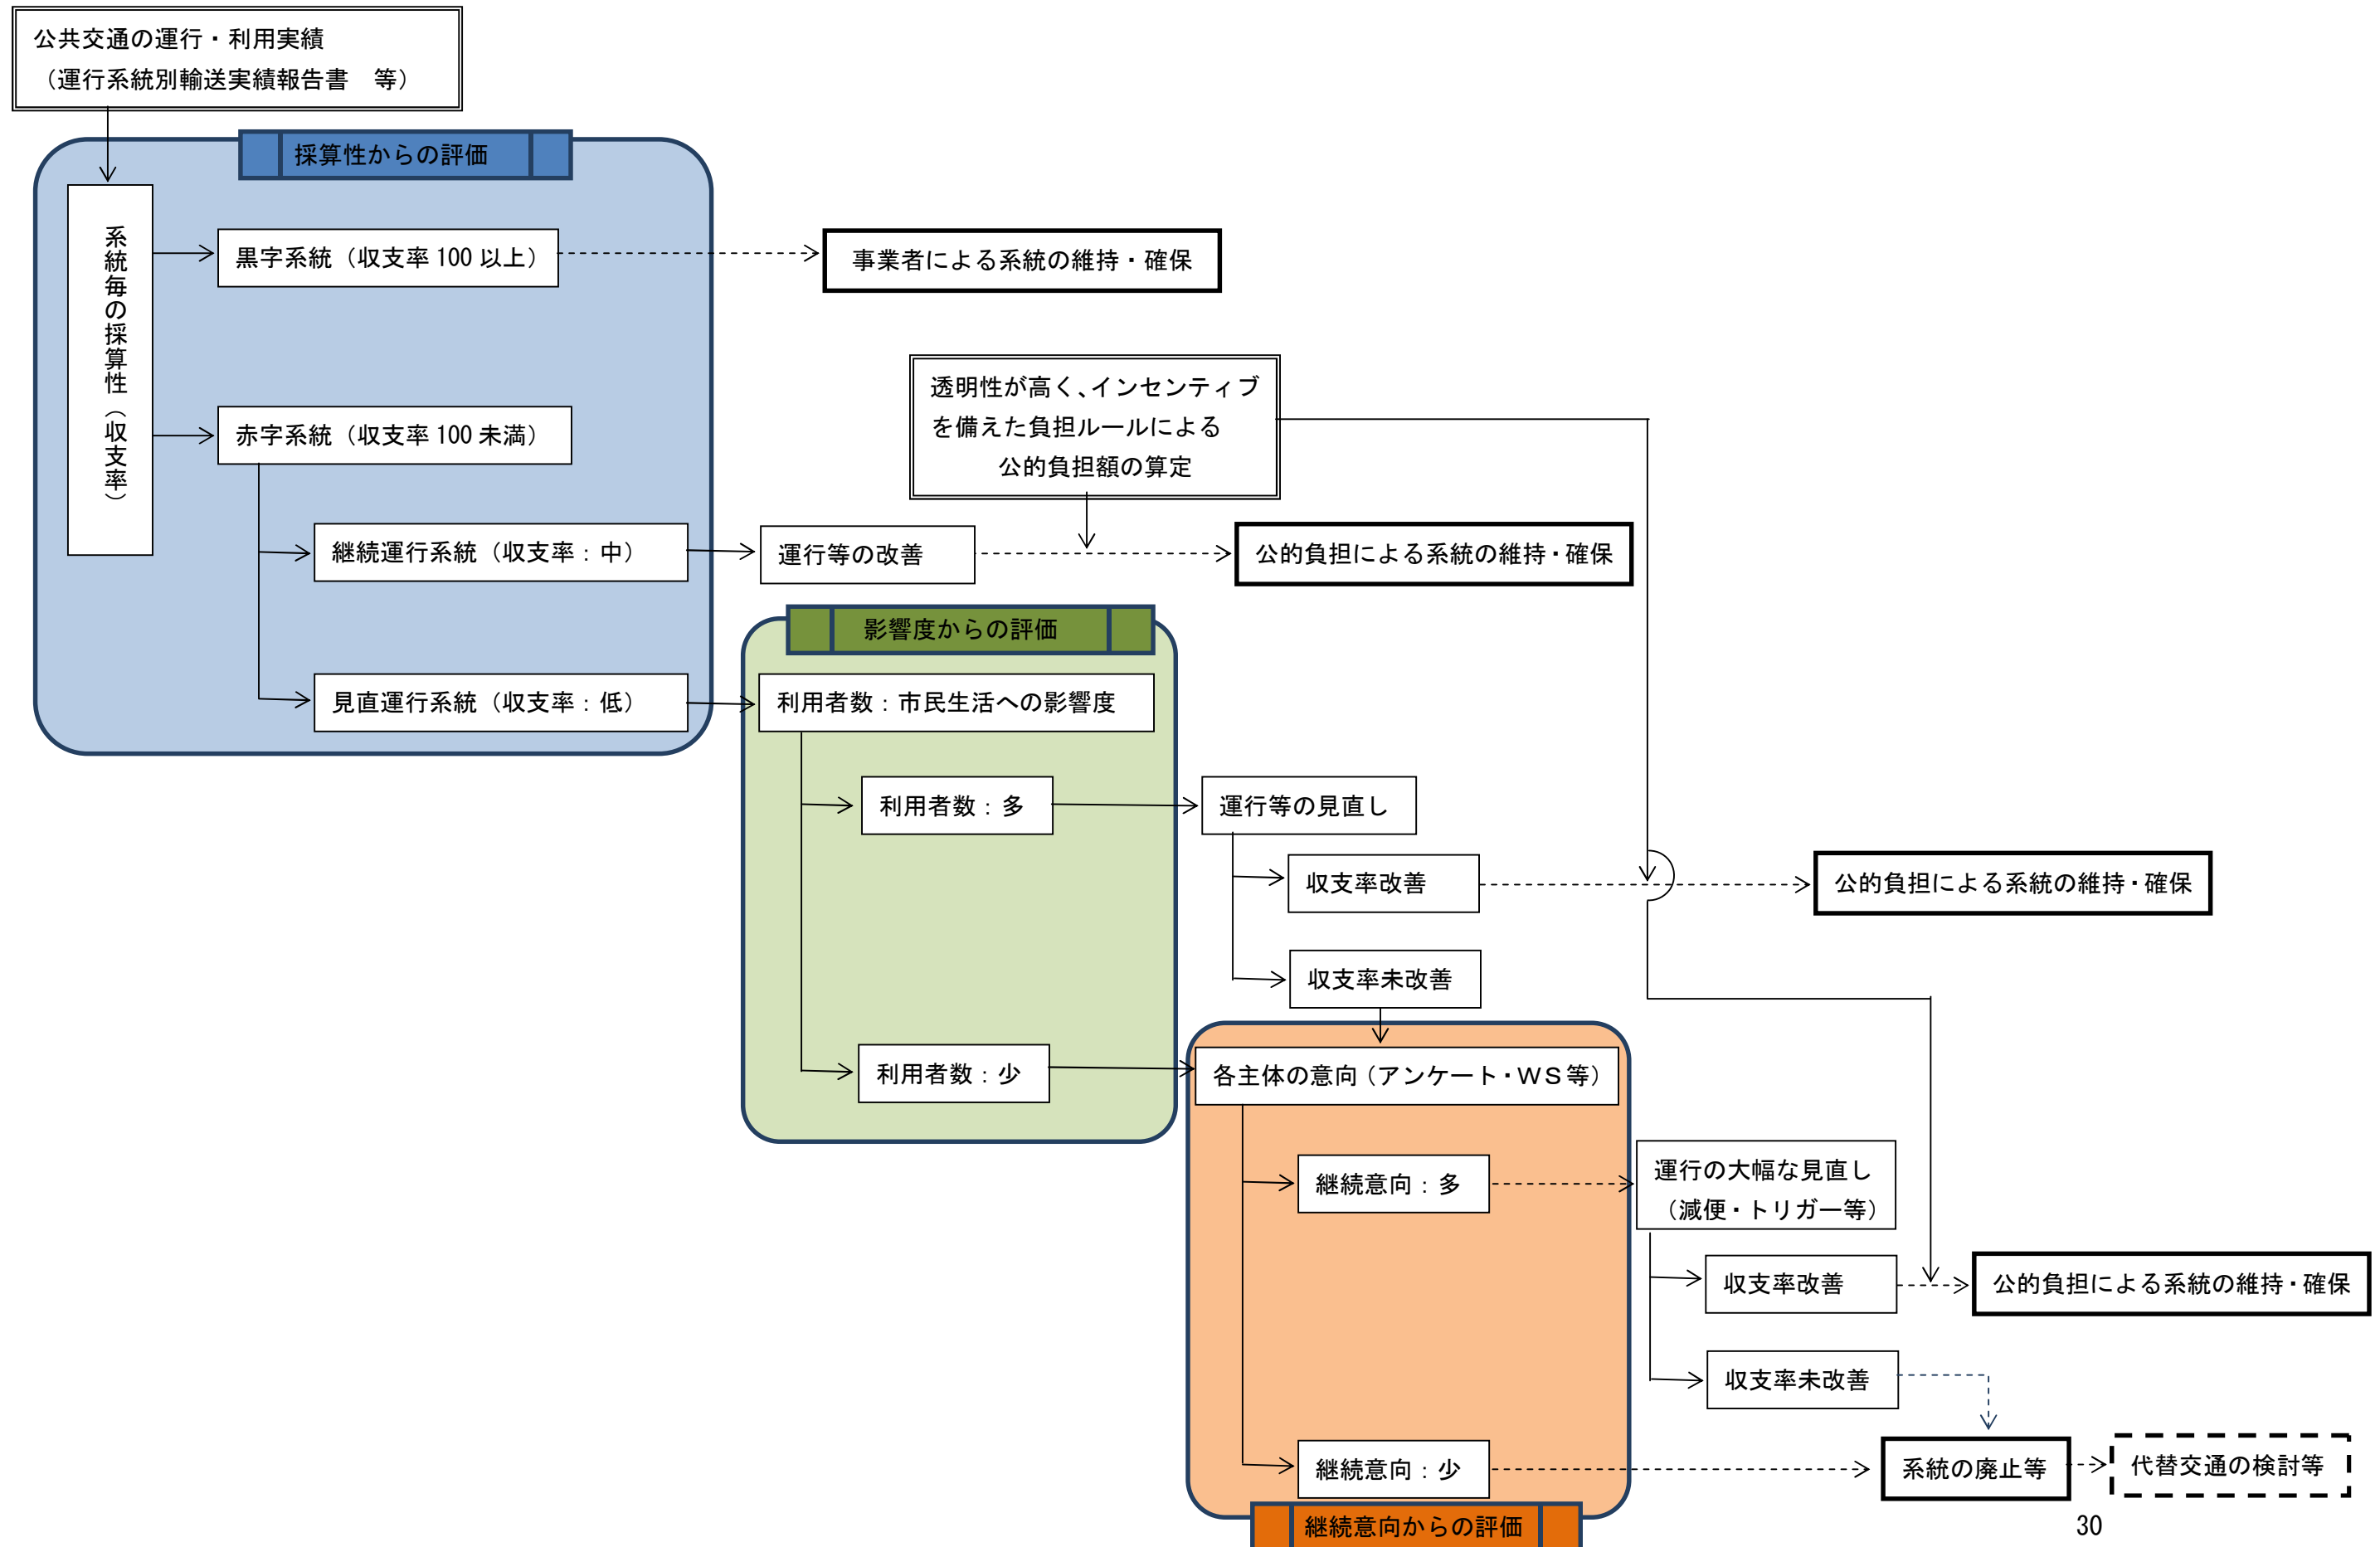 公共交通の運行・利用実績
（運行系統別輸送実績報告書　等）
採算性からの評価
系統毎の採算性（収支率）
黒字系統（収支率 100 以上）
事業者による系統の維持・確保
赤字系統（収支率 100 未満）
透明性が高く、インセンティブ
を備えた負担ルールによる
公的負担額の算定
継続運行系統（収支率：中）
運行等の改善
公的負担による系統の維持・確保
影響度からの評価
見直運行系統（収支率：低）
利用者数：市民生活への影響度
利用者数：多
運行等の見直し
収支率改善
公的負担による系統の維持・確保
収支率未改善
利用者数：少
各主体の意向（アンケート・ＷＳ等）
継続意向：多
運行の大幅な見直し
（減便・トリガー等）
収支率改善
公的負担による系統の維持・確保
収支率未改善
継続意向：少
系統の廃止等
代替交通の検討等
継続意向からの評価
30